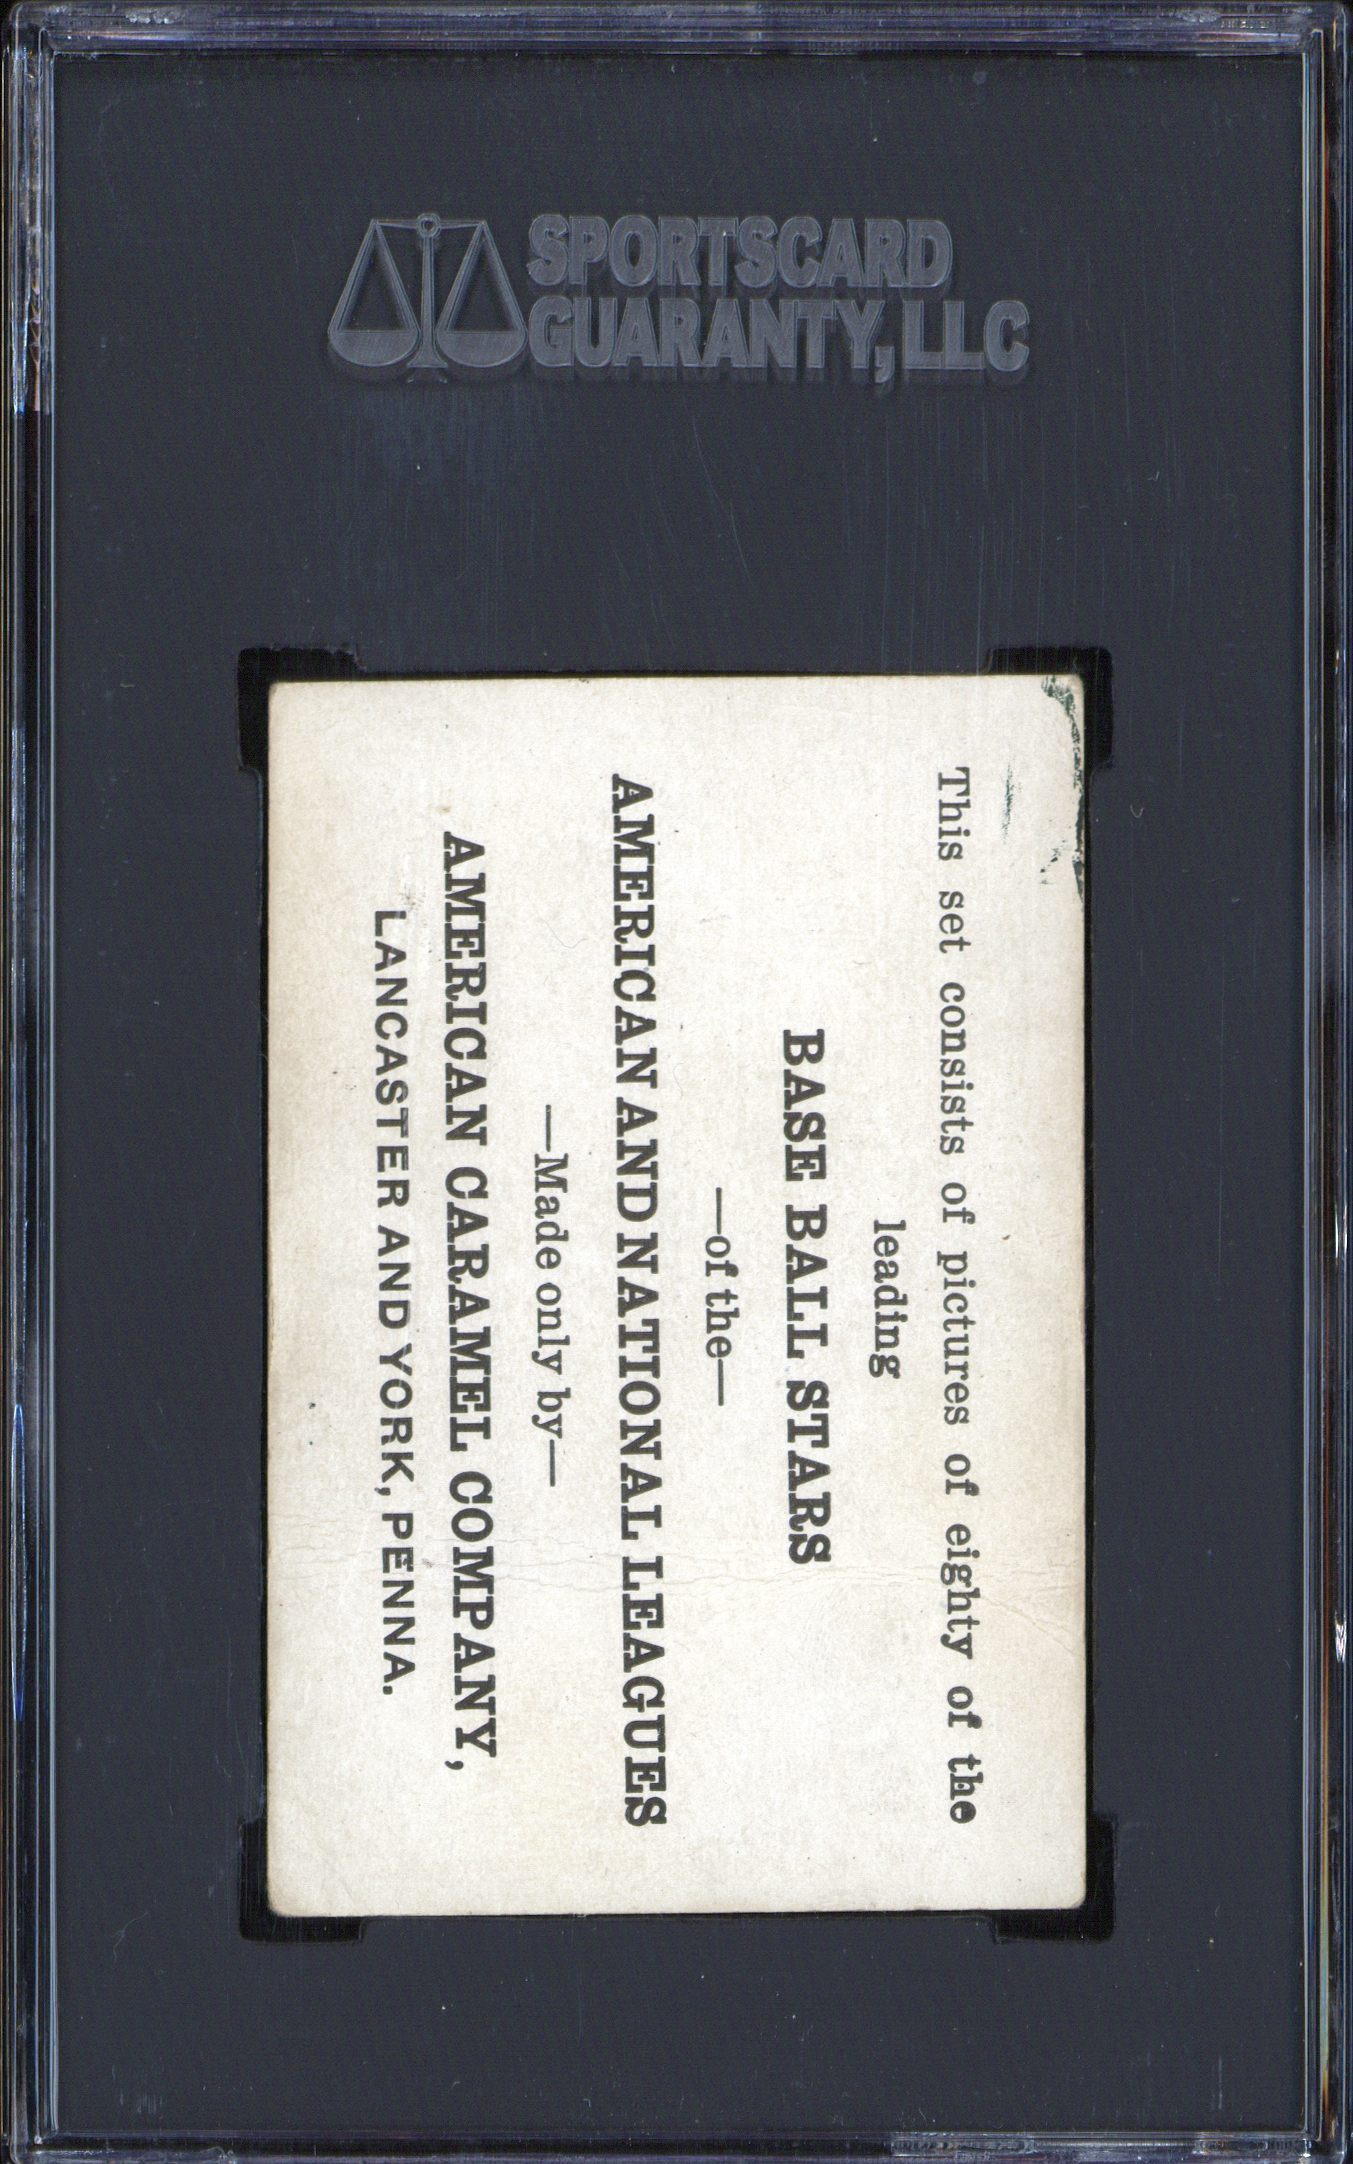 SPORTSCARD
GUARANTY, LLC
This set consists of pictures of eighty of the
leading
BASE BALL STARS
—of the—
AMERICAN AND NATIONAL LEAGUES
—Made only by—
AMERICAN CARAMEL COMPANY,
LANCASTER AND YORK, PENNA.